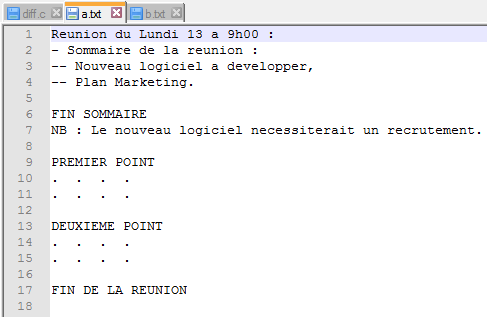 diff.c a.txt b.txt
1 Reunion du Lundi 13 a 9h00 :
2 - Sommaire de la reunion :
3 -- Nouveau logiciel a developper,
4 -- Plan Marketing.
5
6 FIN SOMMAIRE
7 NB : Le nouveau logiciel necessiterait un recrutement.
8
9 PREMIER POINT
10 . . . .
11 . . . .
12
13 DEUXIEME POINT
14 . . . .
15 . . . .
16
17 FIN DE LA REUNION
18